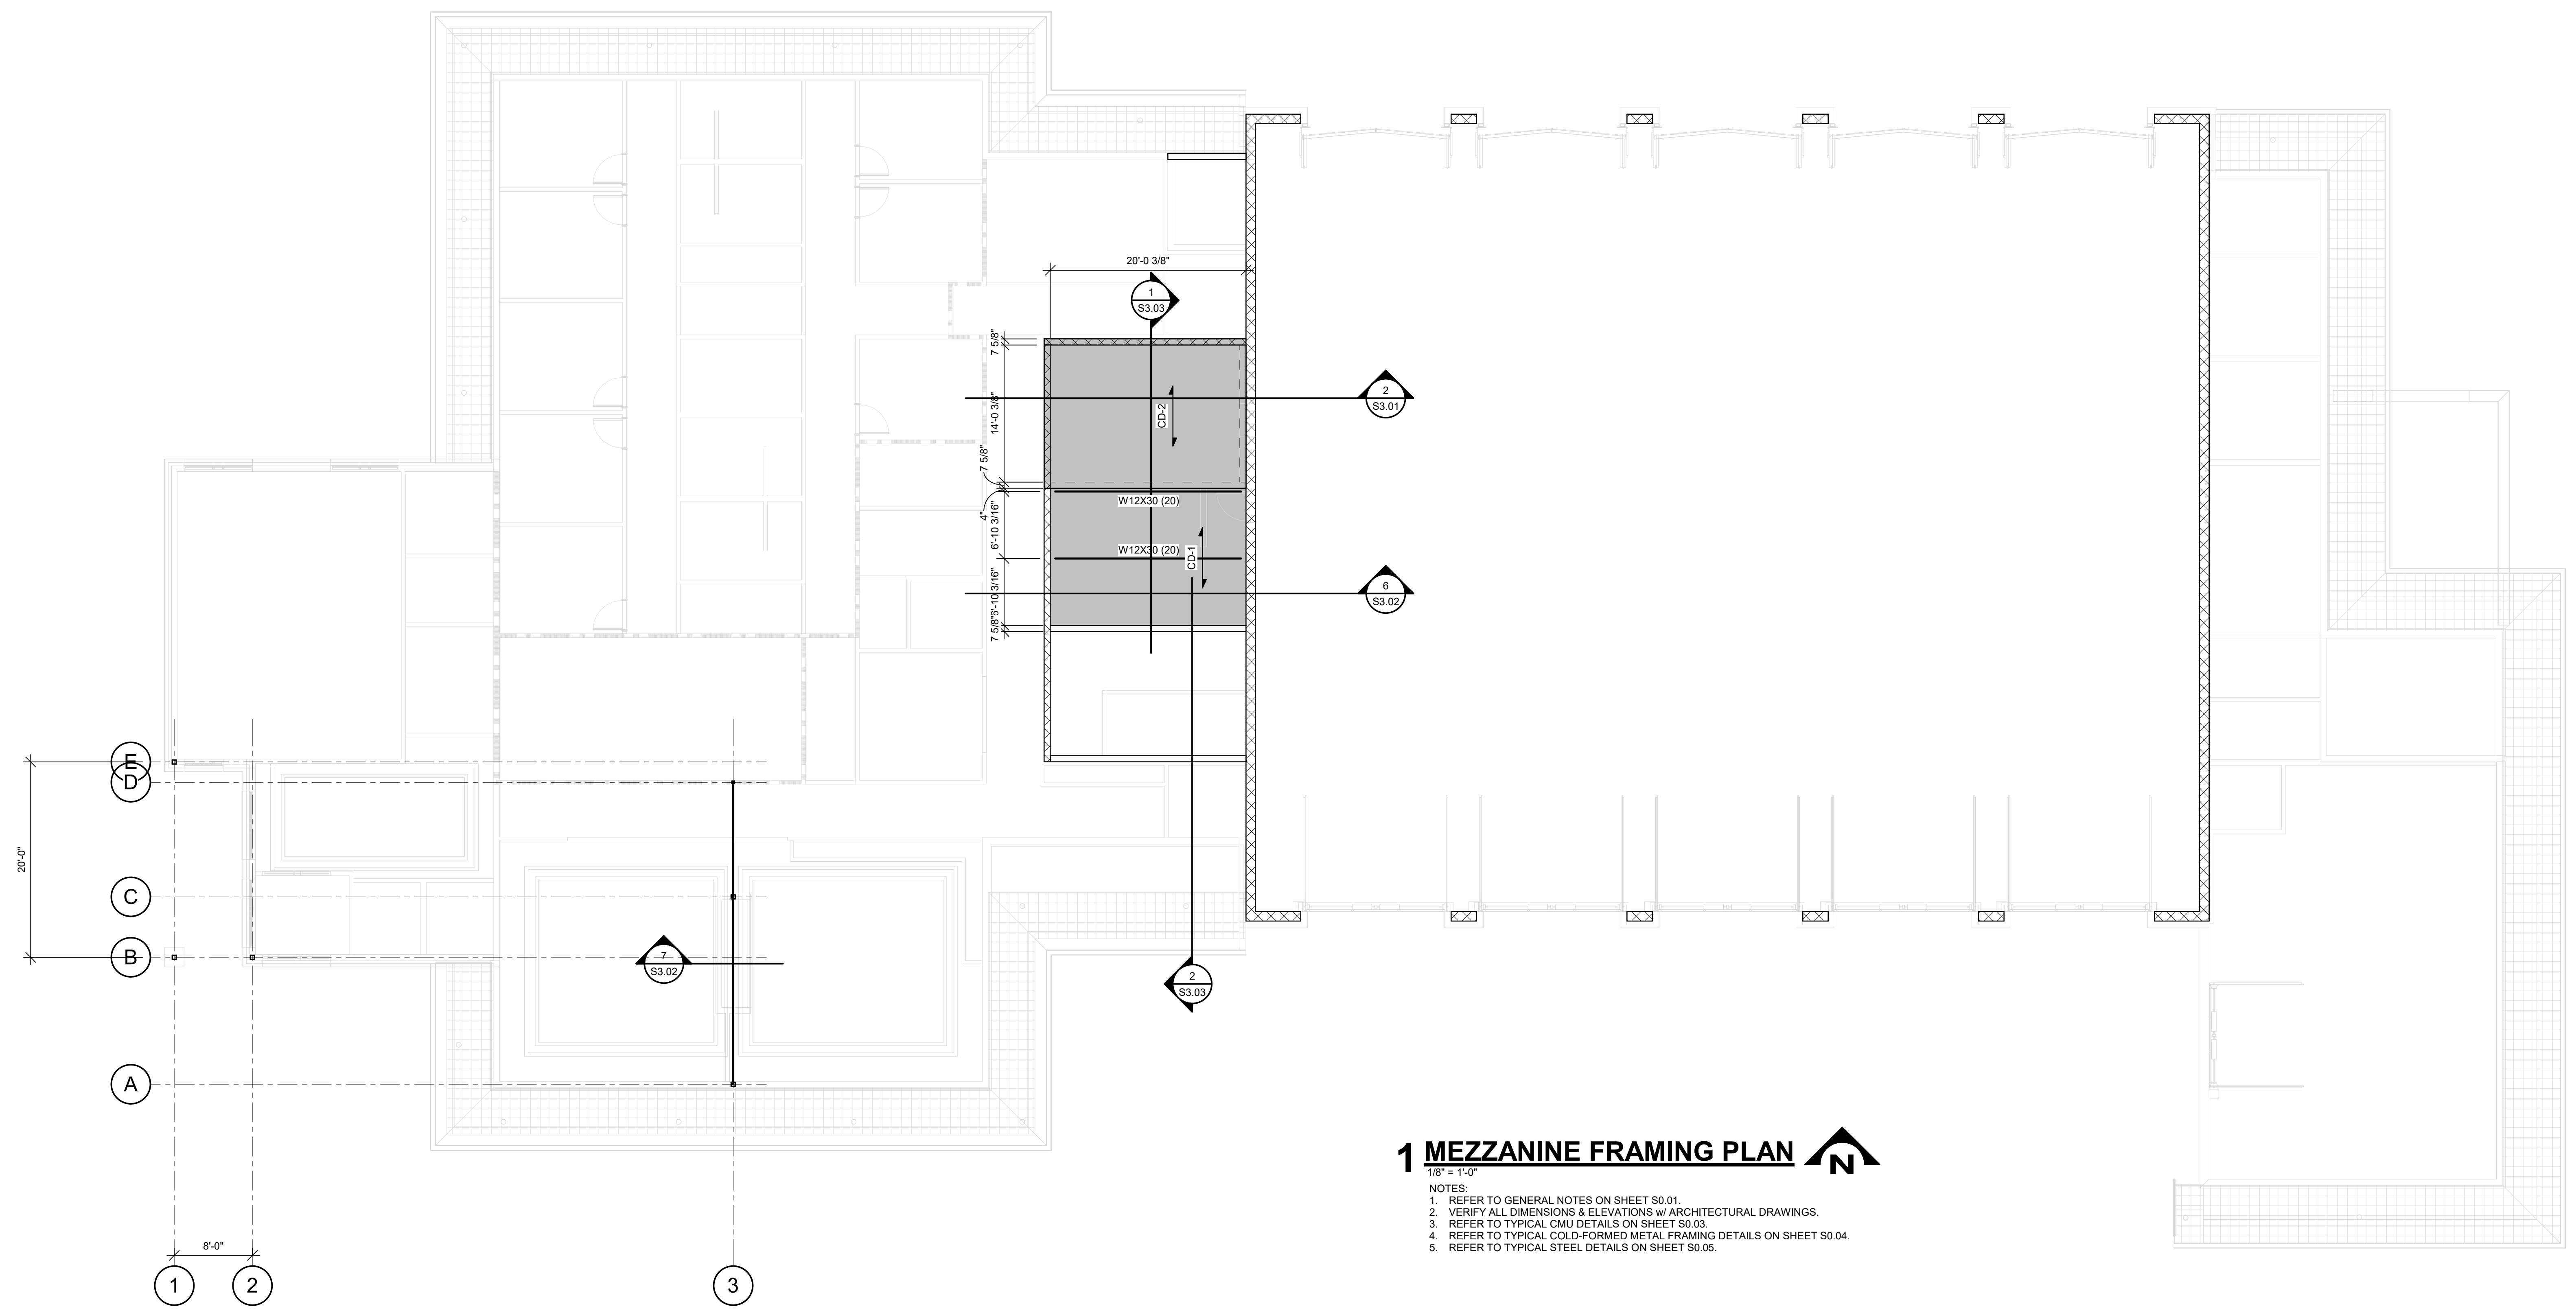 20'-0 3/8"
1
S3.03
7 5/8"
14'-0 3/8"
CD-2
2
S3.01
7 5/8"
4"
W12X30 (20)
6'-10 3/16"
W12X30 (20)
CD-1
6
S3.02
6'-10 3/16"
7 5/8"
E
D
20'-0"
C
B
7
S3.02
2
S3.03
A
1 MEZZANINE FRAMING PLAN N
1/8" = 1'-0"
NOTES:
1. REFER TO GENERAL NOTES ON SHEET S0.01.
2. VERIFY ALL DIMENSIONS & ELEVATIONS w/ ARCHITECTURAL DRAWINGS.
3. REFER TO TYPICAL CMU DETAILS ON SHEET S0.03.
4. REFER TO TYPICAL COLD-FORMED METAL FRAMING DETAILS ON SHEET S0.04.
5. REFER TO TYPICAL STEEL DETAILS ON SHEET S0.05.
8'-0"
1
2
3